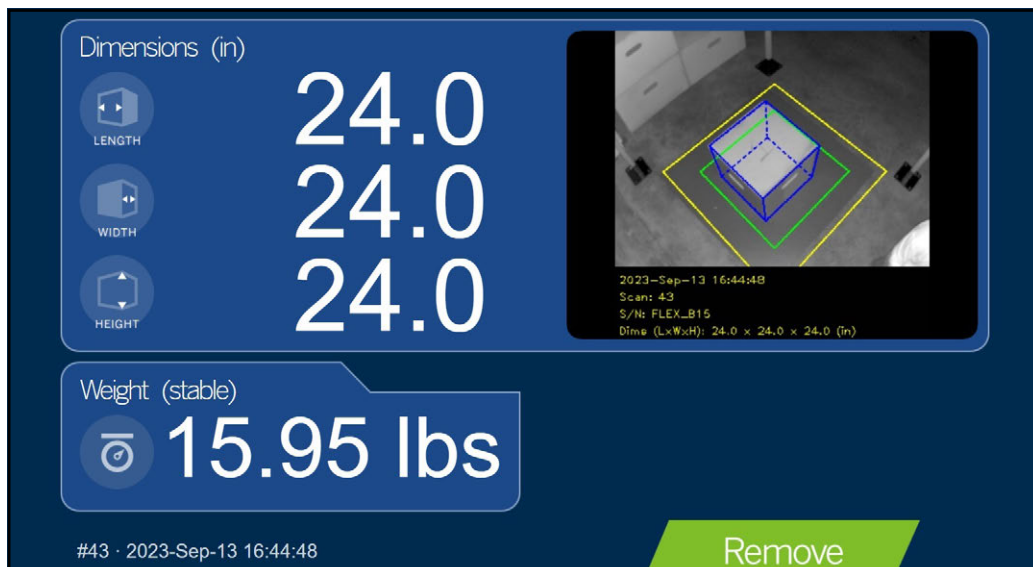 Dimensions (in)
LENGTH
24.0
WIDTH
24.0
HEIGHT
24.0
2023-Sep-13 16:44:48
Scan: 43
S/N: FLEX_B15
Dims (LxWxH): 24.0 x 24.0 x 24.0 (in)
Weight (stable)
15.95 lbs
#43 · 2023-Sep-13 16:44:48
Remove